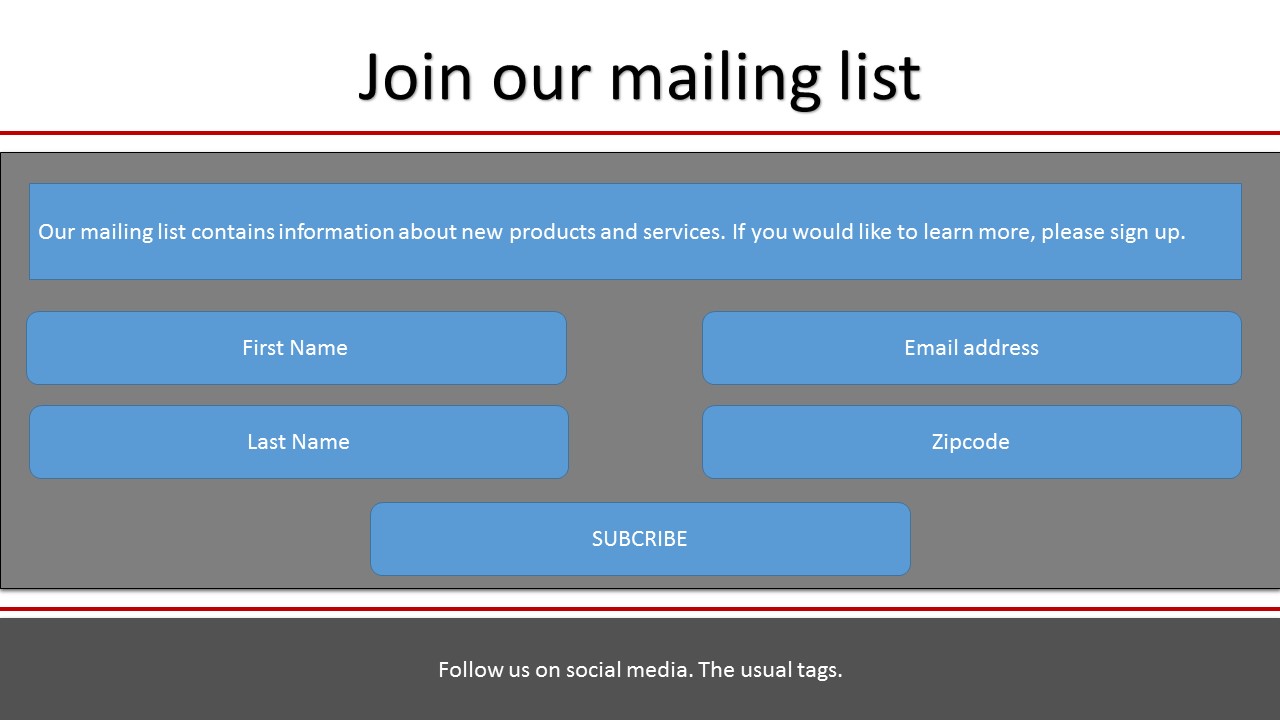 Join our mailing list
Our mailing list contains information about new products and services. If you would like to learn more, please sign up.
First Name
Email address
Last Name
Zipcode
SUBCRIBE
Follow us on social media. The usual tags.